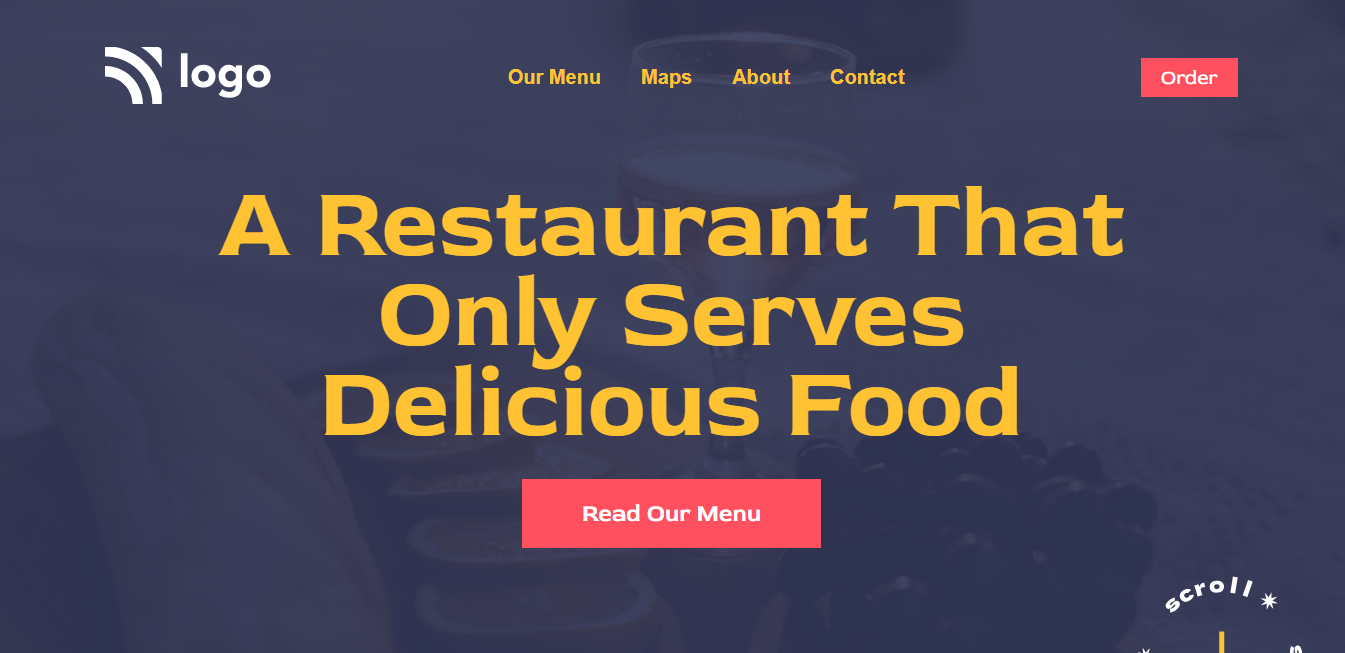 logo
Our Menu Maps About Contact
Order
A Restaurant That
Only Serves
Delicious Food
Read Our Menu
scroll